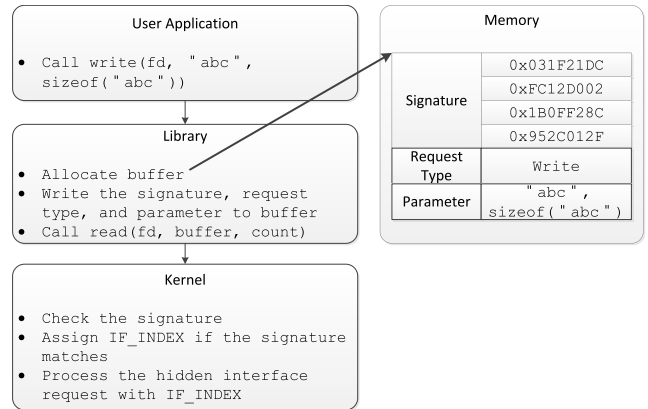 User Application
• Call write(fd, "abc",
sizeof("abc"))
Library
• Allocate buffer
• Write the signature, request
type, and parameter to buffer
• Call read(fd, buffer, count)
Kernel
• Check the signature
• Assign IF_INDEX if the signature
matches
• Process the hidden interface
request with IF_INDEX
Memory
Signature
0x031F21DC
0xFC12D002
0x1B0FF28C
0x952C012F
Request
Type
Write
Parameter
"abc",
sizeof("abc")